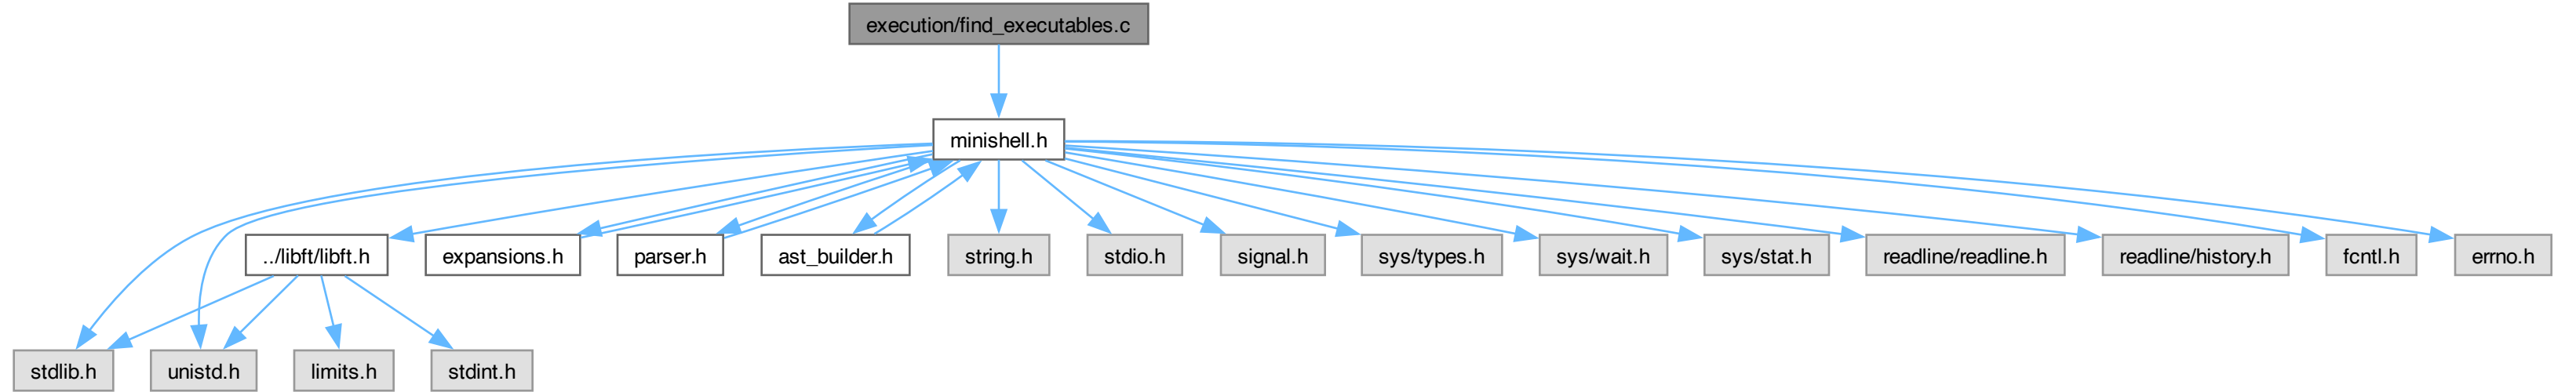 execution/find_executables.c
minishell.h
../libft/libft.h
expansions.h
parser.h
ast_builder.h
string.h
stdio.h
signal.h
sys/types.h
sys/wait.h
sys/stat.h
readline/readline.h
readline/history.h
fcntl.h
errno.h
stdlib.h
unistd.h
limits.h
stdint.h